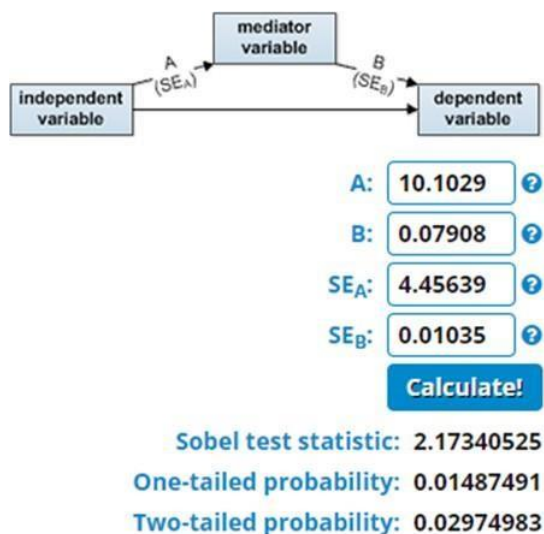 mediator
variable
A
(SEA)
B
(SEB)
independent
variable
dependent
variable
A: 10.1029 ?
B: 0.07908 ?
SEA: 4.45639 ?
SEB: 0.01035 ?
Calculate!
Sobel test statistic: 2.17340525
One-tailed probability: 0.01487491
Two-tailed probability: 0.02974983